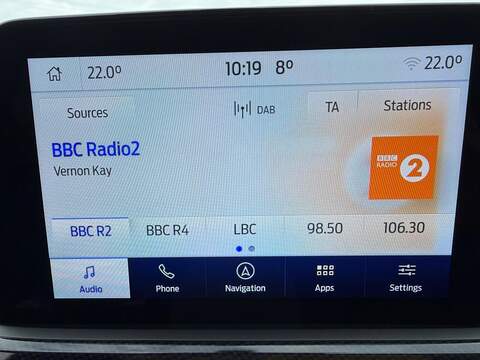 22.0° 10:19 8° 22.0°
Sources DAB TA Stations
BBC Radio2
Vernon Kay
BBC RADIO 2
BBC R2 BBC R4 LBC 98.50 106.30
Audio Phone Navigation Apps Settings